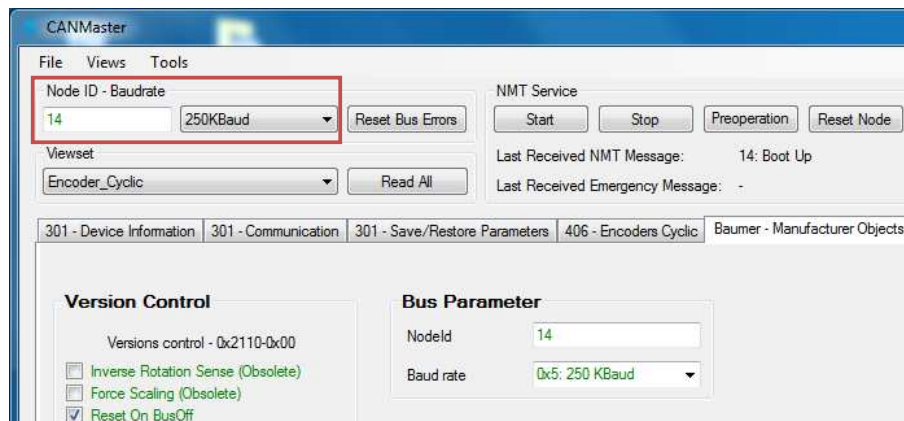 CANMaster
File Views Tools
Node ID - Baudrate
14 250KBaud Reset Bus Errors
NMT Service
Start Stop Preoperation Reset Node
Viewset
Encoder_Cyclic Read All
Last Received NMT Message: 14: Boot Up
Last Received Emergency Message: -
301 - Device Information 301 - Communication 301 - Save/Restore Parameters 406 - Encoders Cyclic Baumer - Manufacturer Objects
Version Control
Versions control - 0x2110-0x00
Inverse Rotation Sense (Obsolete)
Force Scaling (Obsolete)
Reset On BusOff
Bus Parameter
NodeId 14
Baud rate 0x5: 250 KBaud